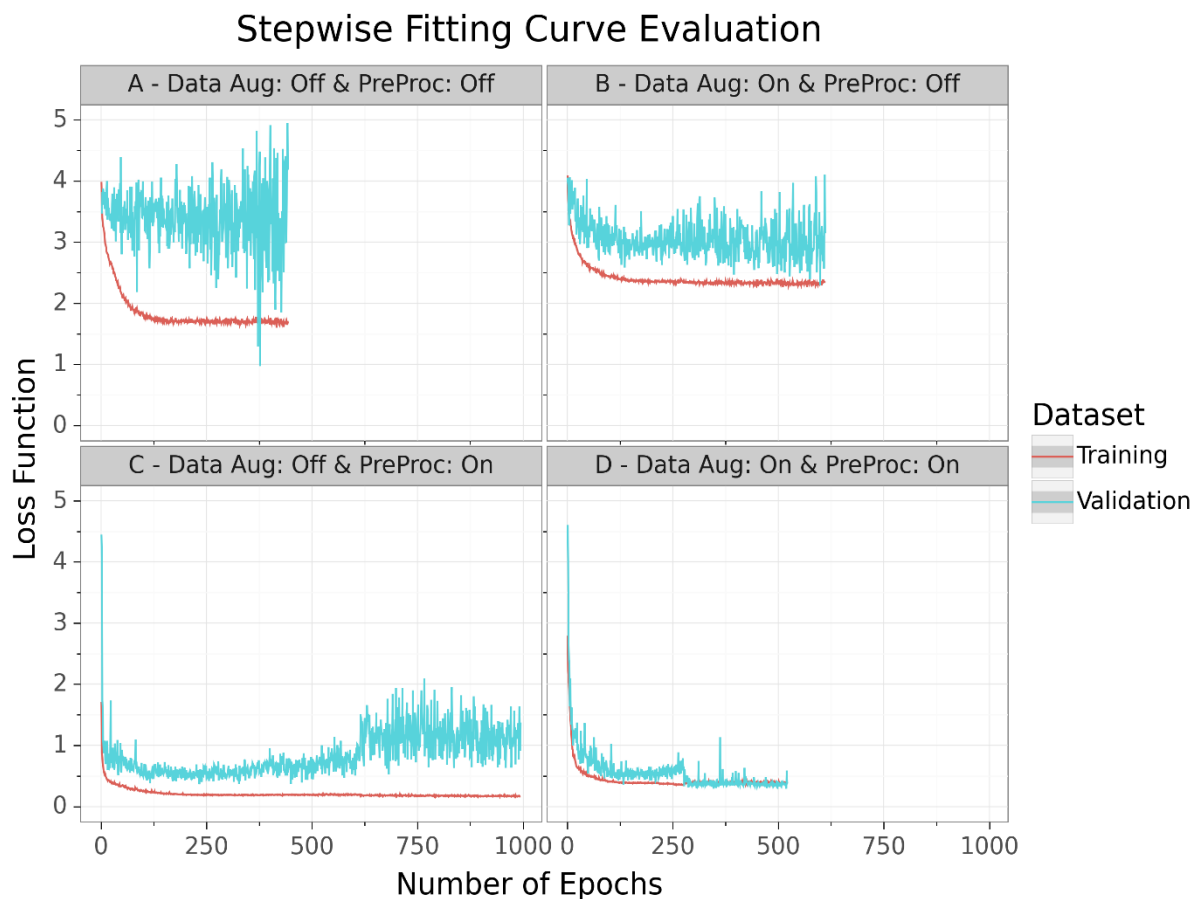 Stepwise Fitting Curve Evaluation
A - Data Aug: Off & PreProc: Off
B - Data Aug: On & PreProc: Off
5
4
3
2
1
0
C - Data Aug: Off & PreProc: On
D - Data Aug: On & PreProc: On
5
4
3
2
1
0
0 250 500 750 1000
0 250 500 750 1000
Loss Function
Number of Epochs
Dataset
Training
Validation